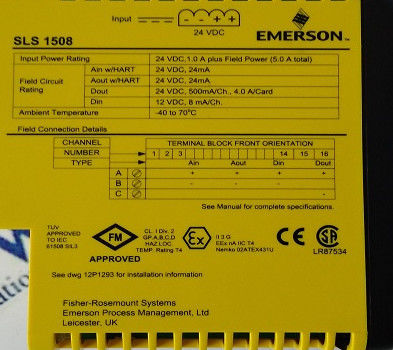 Input
24 VDC
SLS 1508
EMERSON
Input Power Rating 24 VDC, 1.0 A plus Field Power (5.0 A total)
Field Circuit Rating
Ain w/HART 24 VDC, 24mA
Aout w/HART 24 VDC, 24mA
Dout 24 VDC, 500mA/Ch., 4.0 A/Card
Din 12 VDC, 8 mA/Ch.
Ambient Temperature -40 to 70°C
Field Connection Details
CHANNEL TERMINAL BLOCK FRONT ORIENTATION
NUMBER 1 2 3 14 15 16
TYPE Ain Aout Din Dout
A + + + +
B - - -
C -
See Manual for complete specifications.
TUV
APPROVED
TO IEC
61508 SIL3
FM
APPROVED
CL. I Div. 2
GP. A,B,C,D
HAZ LOC.
TEMP. Rating T4
Ex
II 3 G
EEx nA IIC T4
Nemko 02ATEX431U
CE
LR87534
See dwg 12P1293 for installation information.
Fisher-Rosemount Systems
Emerson Process Management, Ltd
Leicester, UK